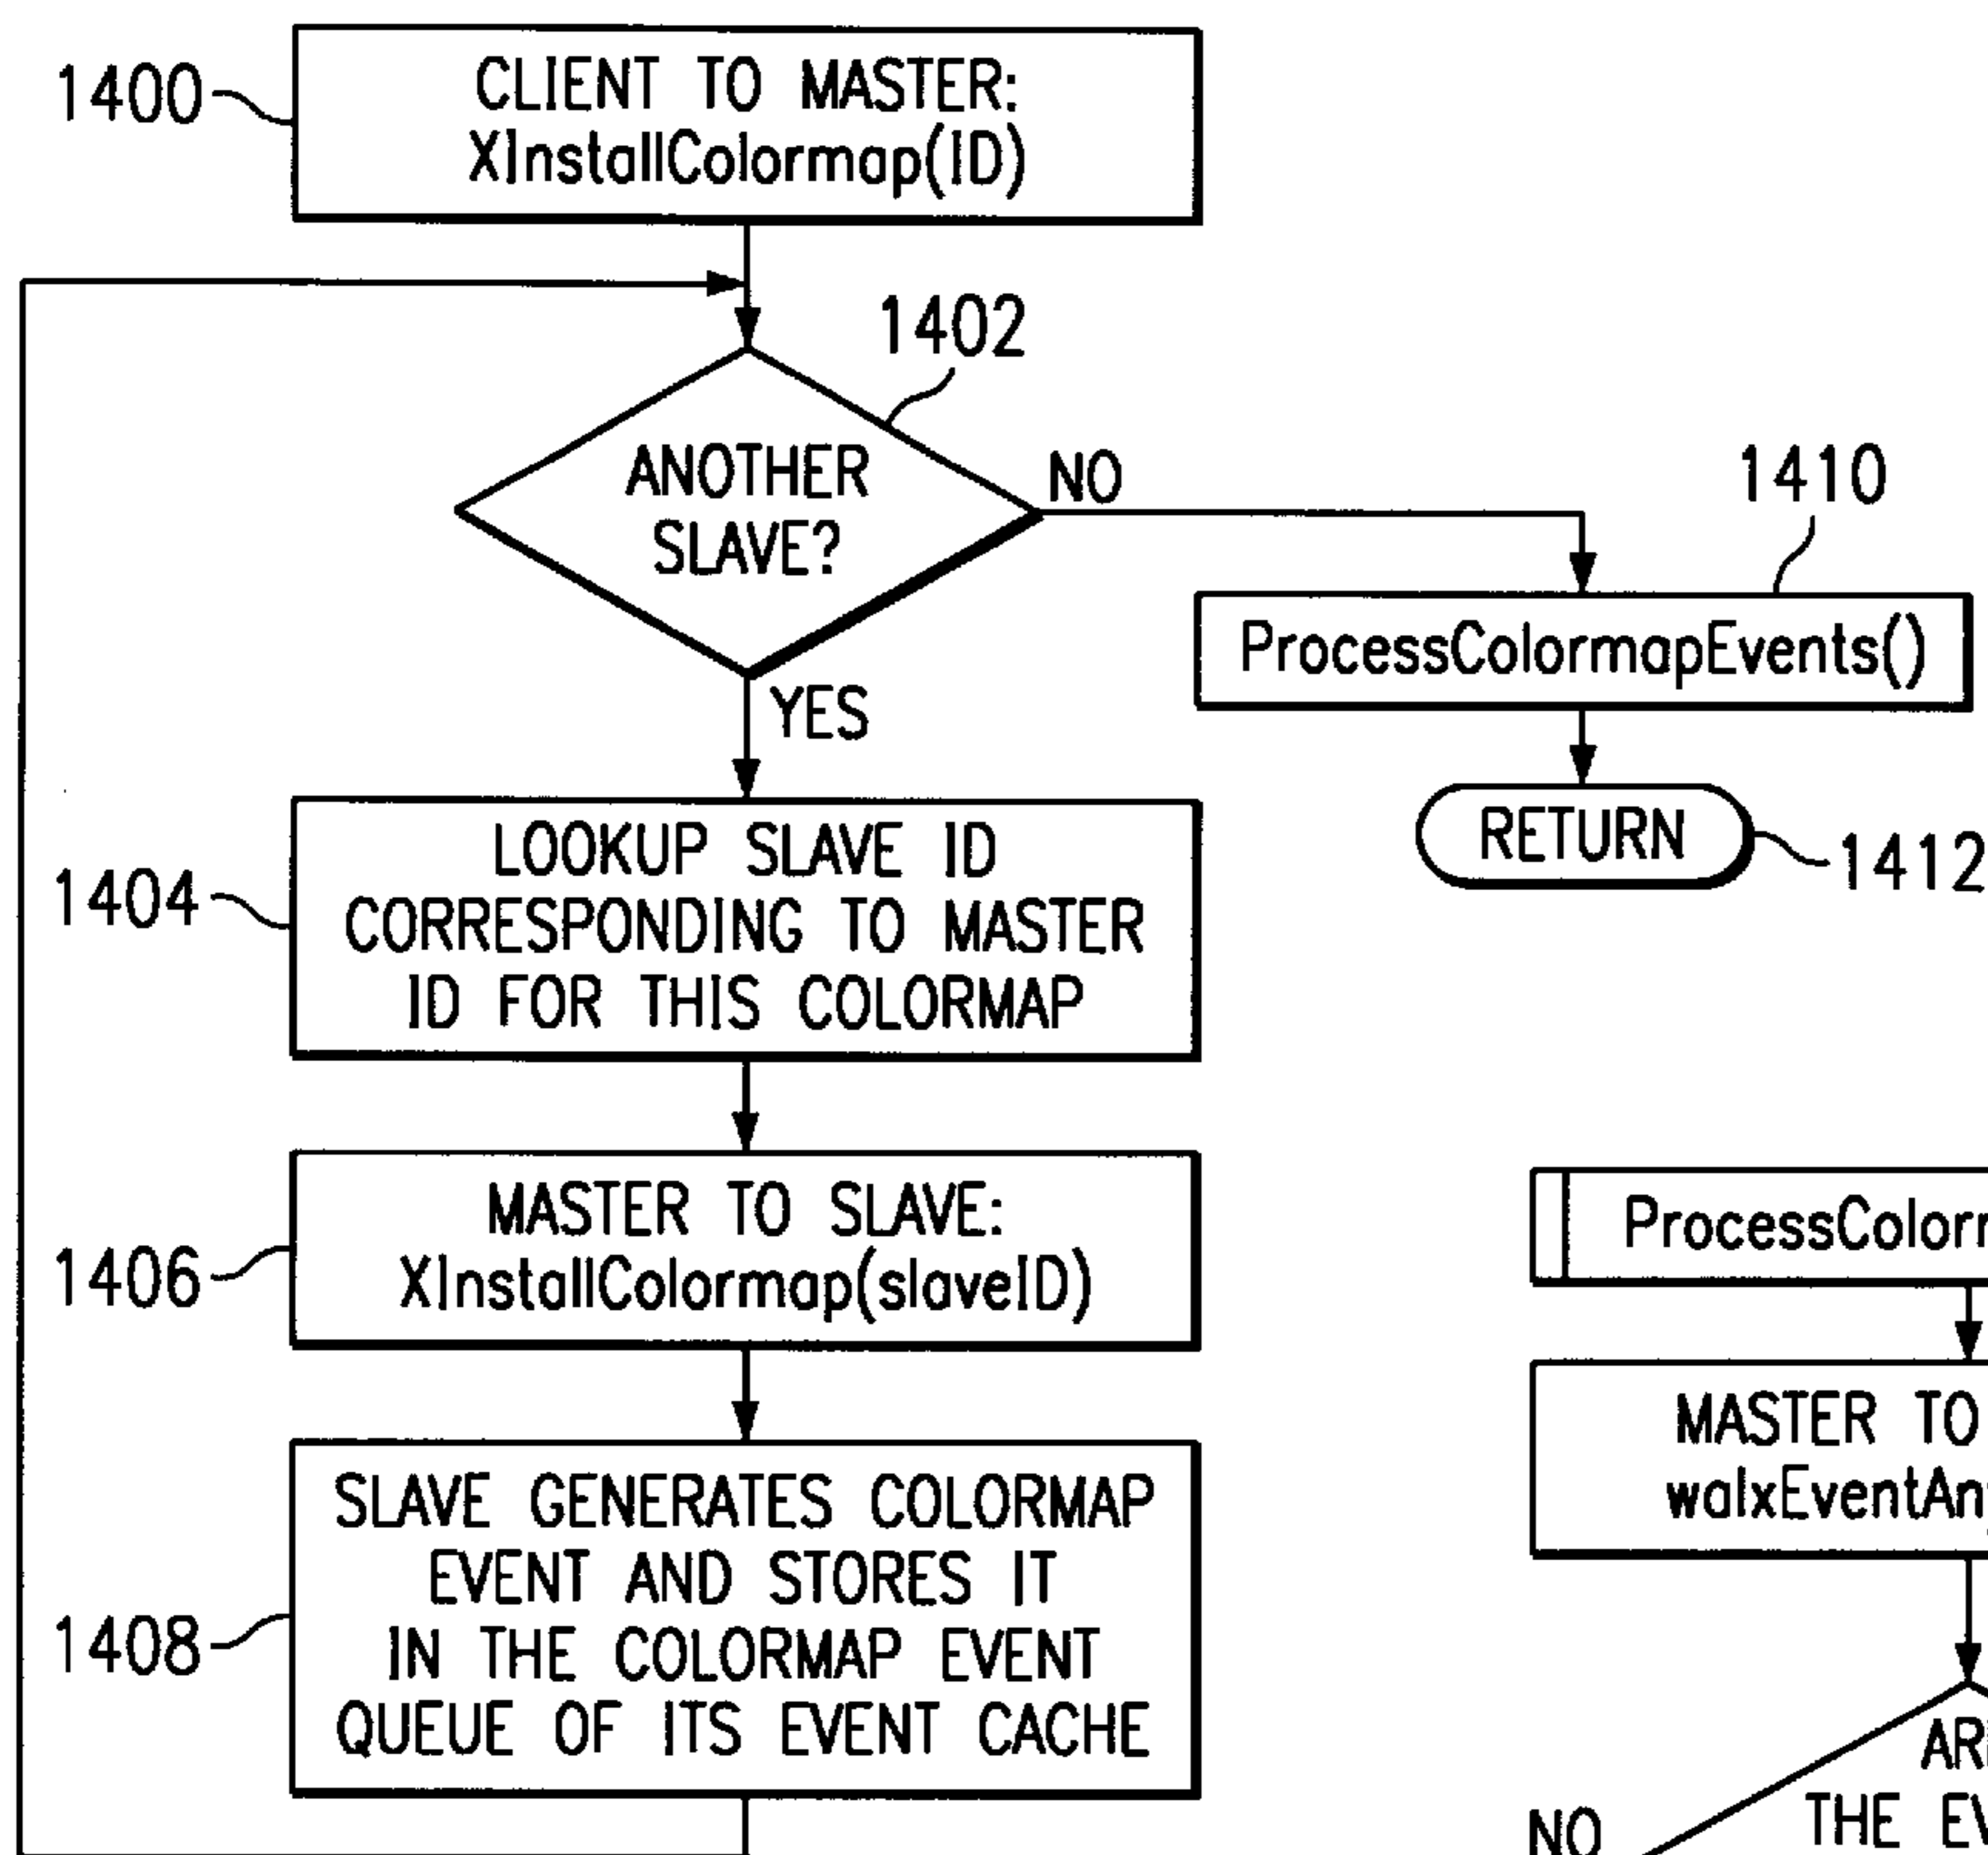 1400
CLIENT TO MASTER:
XInstallColormap(ID)
1402
ANOTHER
SLAVE?
NO
YES
1410
ProcessColormapEvents()
RETURN
1412
1404
LOOKUP SLAVE ID
CORRESPONDING TO MASTER
ID FOR THIS COLORMAP
1406
MASTER TO SLAVE:
XInstallColormap(slaveID)
1408
SLAVE GENERATES COLORMAP
EVENT AND STORES IT
IN THE COLORMAP EVENT
QUEUE OF ITS EVENT CACHE
MASTER TO
THE
NO